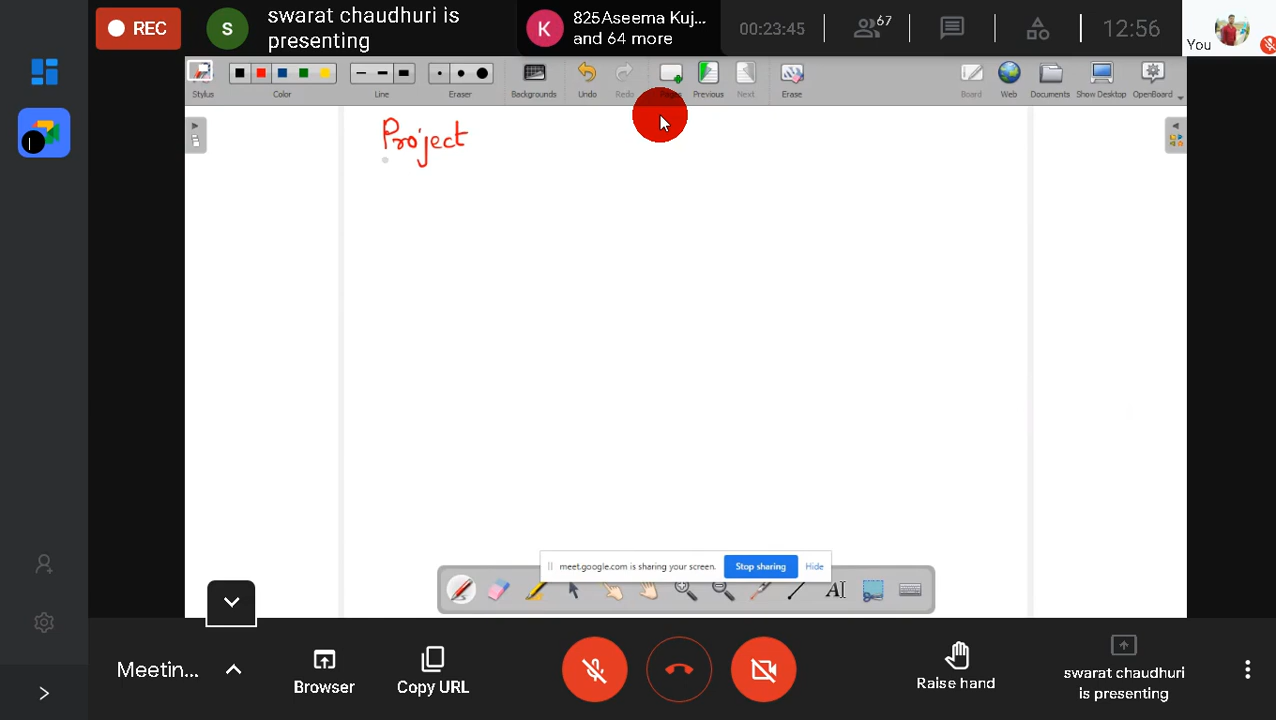 REC
S
swarat chaudhuri is
presenting
K
825Aseema Kuj...
and 64 more
00:23:45
67
12:56
You
Stylus
Color
Line
Eraser
Backgrounds
Undo
Redo
Pages
Previous
Next
Erase
Board
Web
Documents
Show Desktop
OpenBoard
Project
meet.google.com is sharing your screen.
Stop sharing
Hide
AI
Meetin...
Browser
Copy URL
Raise hand
swarat chaudhuri
is presenting